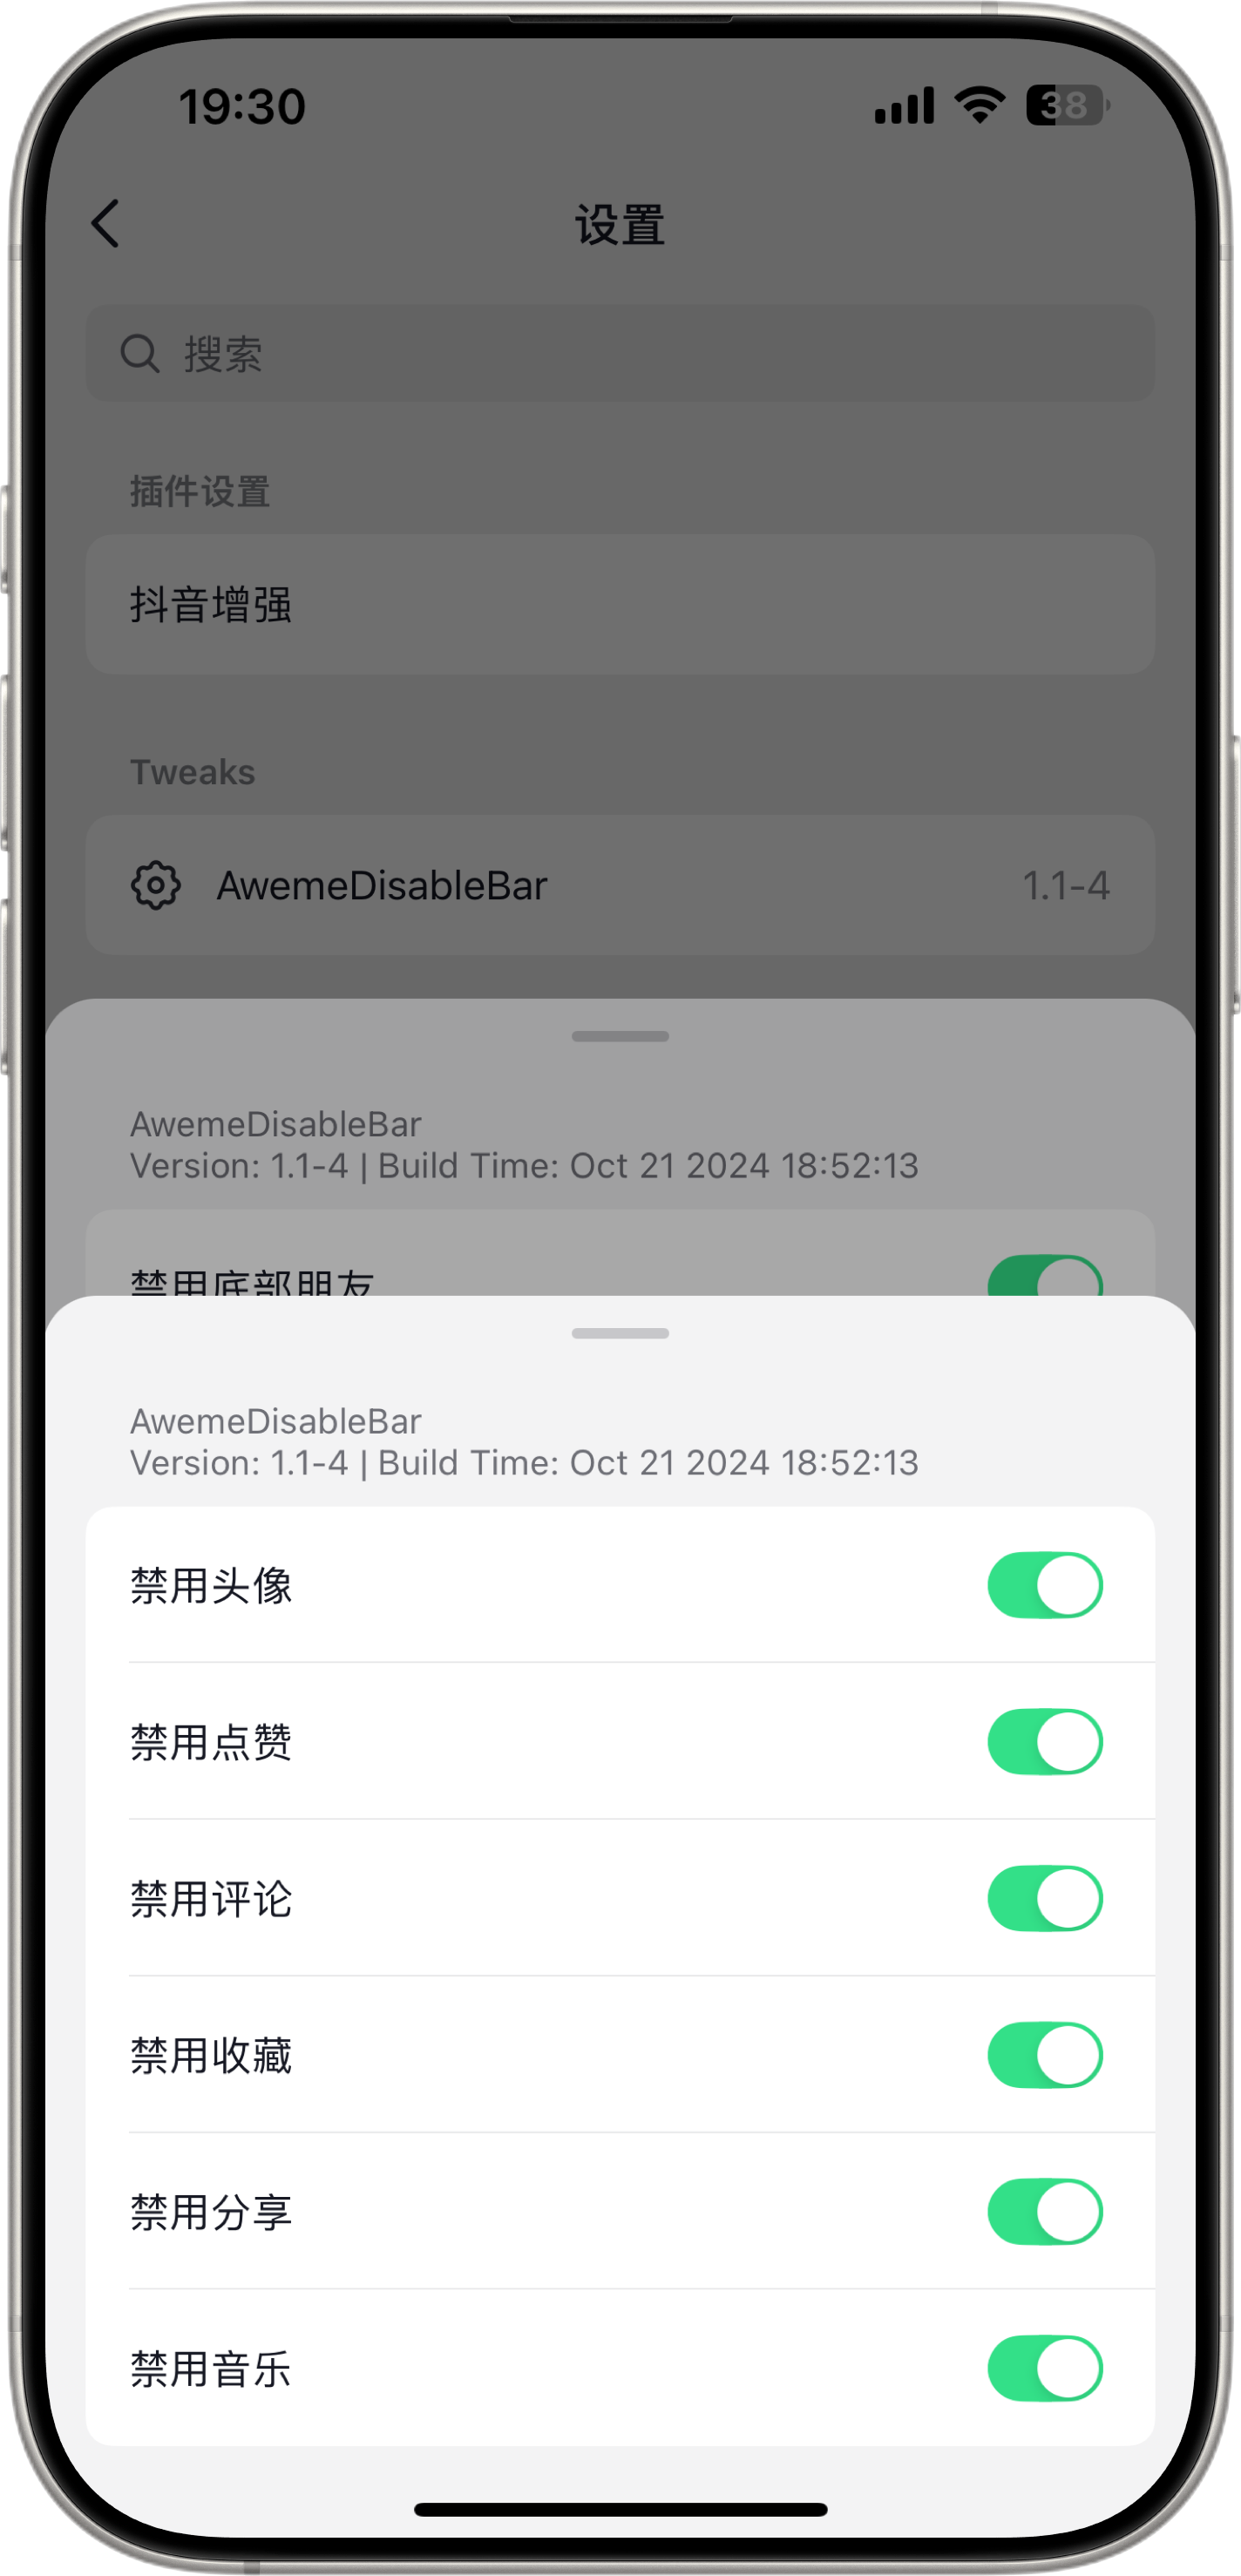 19:30
38
设置
搜索
插件设置
抖音增强
Tweaks
AwemeDisableBar 1.1-4
AwemeDisableBar
Version: 1.1-4 | Build Time: Oct 21 2024 18:52:13
禁用底部朋友
AwemeDisableBar
Version: 1.1-4 | Build Time: Oct 21 2024 18:52:13
禁用头像
禁用点赞
禁用评论
禁用收藏
禁用分享
禁用音乐